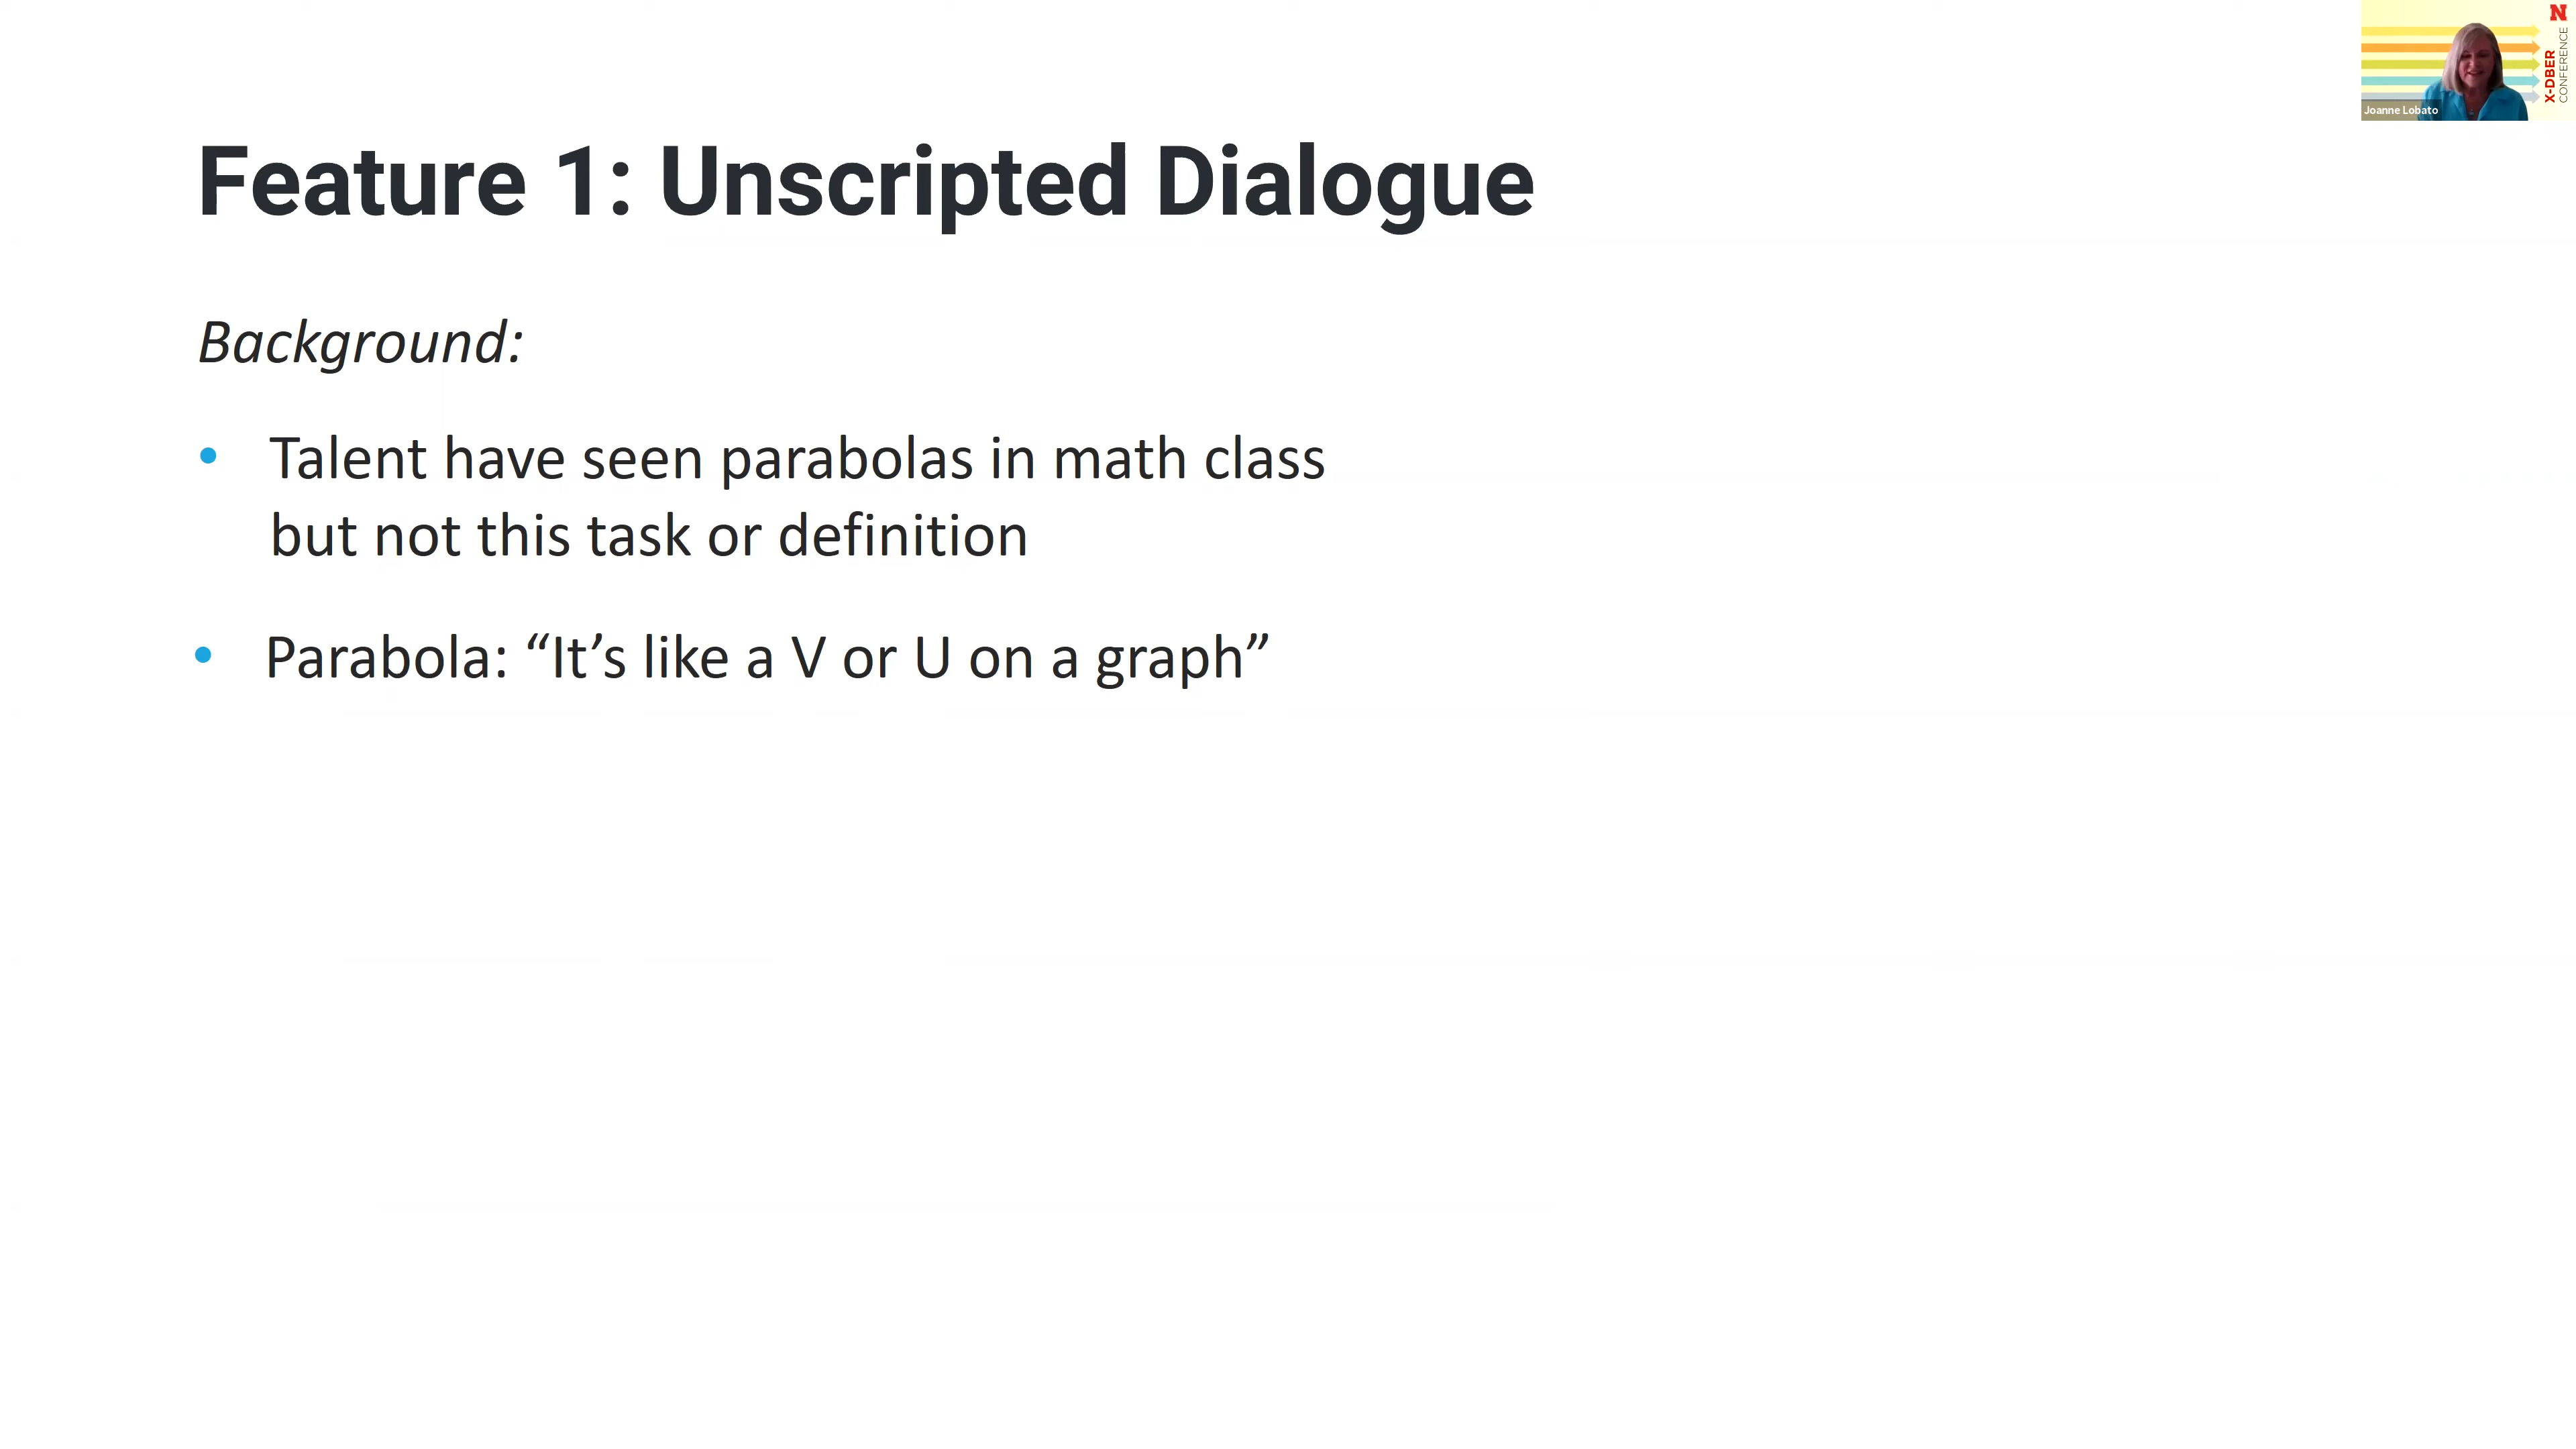 N
X-DBER
CONFERENCE
Joanne Lobato
Feature 1: Unscripted Dialogue
Background:
• Talent have seen parabolas in math class
but not this task or definition
• Parabola: “It’s like a V or U on a graph”